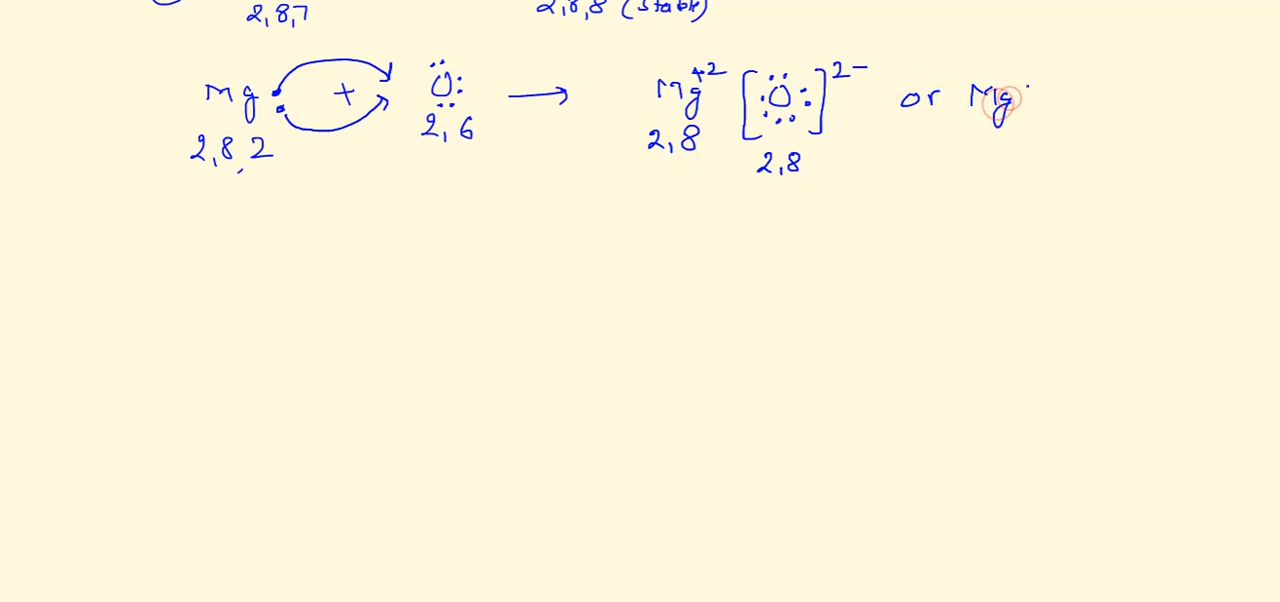 2,8,7 2,8,8 (Stable)
Mg: + :Ö: → Mg⁺² [:Ö:]²⁻ or Mg
2,8,2 2,6 2,8 2,8